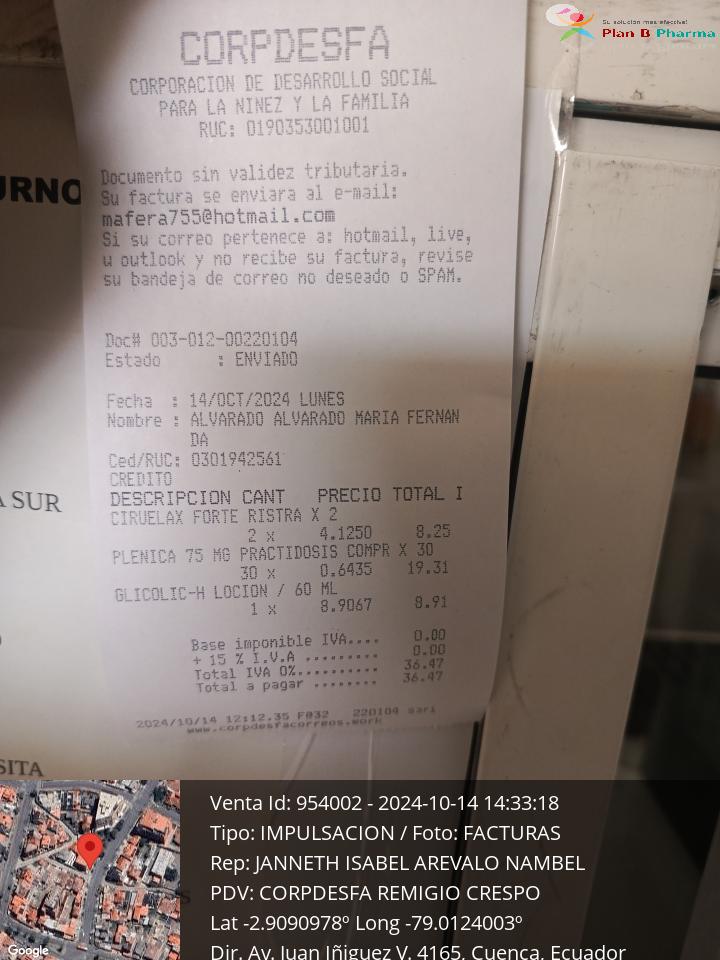 Su solución más efectiva!
Plan B Pharma
CORPDESFA
CORPORACION DE DESARROLLO SOCIAL
PARA LA NINEZ Y LA FAMILIA
RUC: 0190353001001
URNO
Documento sin validez tributaria.
Su factura se enviara al e-mail:
mafera755@hotmail.com
Si su correo pertenece a: hotmail, live,
u outlook y no recibe su factura, revise
su bandeja de correo no deseado o SPAM.
Doc# 003-012-00220104
Estado : ENVIADO
Fecha : 14/OCT/2024 LUNES
Nombre : ALVARADO ALVARADO MARIA FERNAN
DA
Ced/RUC: 0301942561
CREDITO
A SUR
DESCRIPCION CANT PRECIO TOTAL I
CIRUELAX FORTE RISTRA X 2
2 x 4.1250 8.25
PLENICA 75 MG PRACTIDOSIS COMPR X 30
30 x 0.6435 19.31
GLICOLIC-H LOCION / 60 ML
1 x 8.9067 8.91
Base imponible IVA.... 0.00
+ 15 % I.V.A ......... 0.00
Total IVA 0%.......... 36.47
Total a pagar ........ 36.47
2024/10/14 12:12.35 F032 220104 sari
www.corpdesfacorreos.work
SITA
Venta Id: 954002 - 2024-10-14 14:33:18
Tipo: IMPULSACION / Foto: FACTURAS
Rep: JANNETH ISABEL AREVALO NAMBEL
PDV: CORPDESFA REMIGIO CRESPO
Lat -2.9090978º Long -79.0124003º
Dir. Av. Juan Iñiguez V. 4165, Cuenca, Ecuador
Google